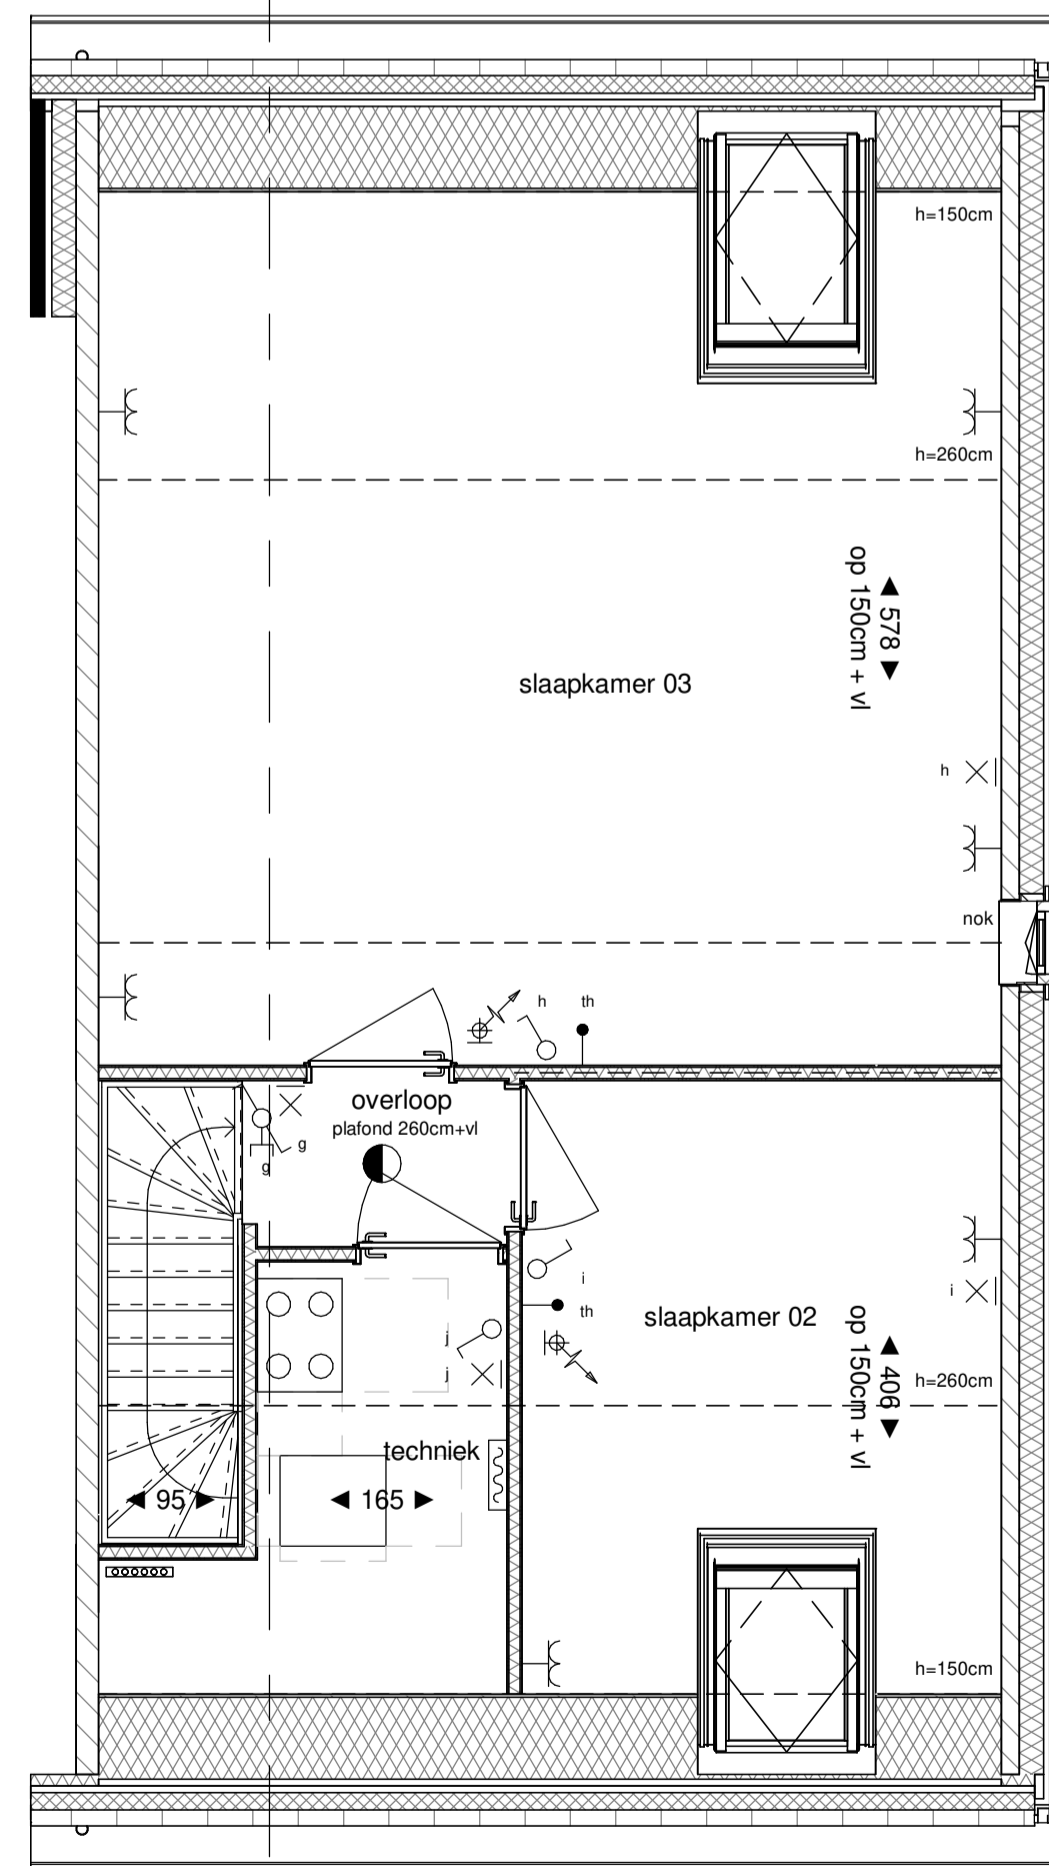 h=150cm
h=260cm
◄ 578 ►
op 150cm + vl
slaapkamer 03
h
nok
h
th
overloop
plafond 260cm+vl
g
g
i
th
slaapkamer 02
i
j
j
◄ 406 ►
op 150cm + vl
h=260cm
techniek
◄ 95 ►
◄ 165 ►
h=150cm